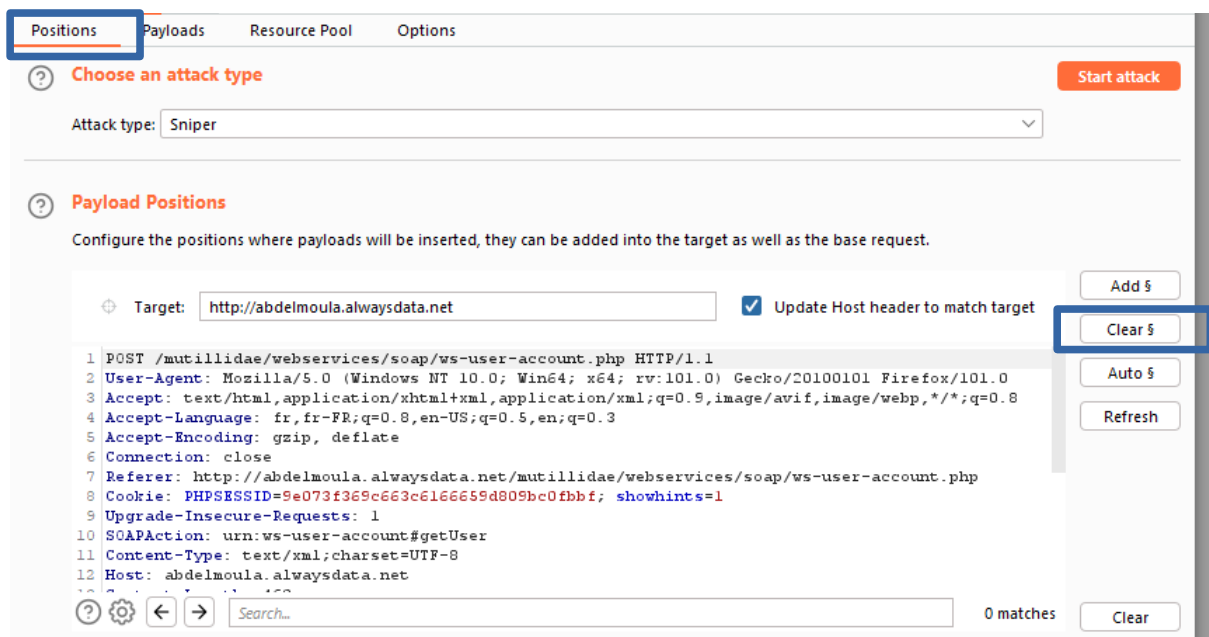 Positions Payloads Resource Pool Options
Choose an attack type
Start attack
Attack type: Sniper
Payload Positions
Configure the positions where payloads will be inserted, they can be added into the target as well as the base request.
Add §
Target: http://abdelmoula.alwaysdata.net Update Host header to match target
Clear §
1 POST /mutillidae/webservices/soap/ws-user-account.php HTTP/1.1
2 User-Agent: Mozilla/5.0 (Windows NT 10.0; Win64; x64; rv:101.0) Gecko/20100101 Firefox/101.0
Auto §
3 Accept: text/html,application/xhtml+xml,application/xml;q=0.9,image/avif,image/webp,*/*;q=0.8
4 Accept-Language: fr,fr-FR;q=0.8,en-US;q=0.5,en;q=0.3
Refresh
5 Accept-Encoding: gzip, deflate
6 Connection: close
7 Referer: http://abdelmoula.alwaysdata.net/mutillidae/webservices/soap/ws-user-account.php
8 Cookie: PHPSESSID=9e073f369c663c6166659d809bc0fbbf; showhints=1
9 Upgrade-Insecure-Requests: 1
10 SOAPAction: urn:ws-user-account#getUser
11 Content-Type: text/xml;charset=UTF-8
12 Host: abdelmoula.alwaysdata.net
Search... 0 matches Clear